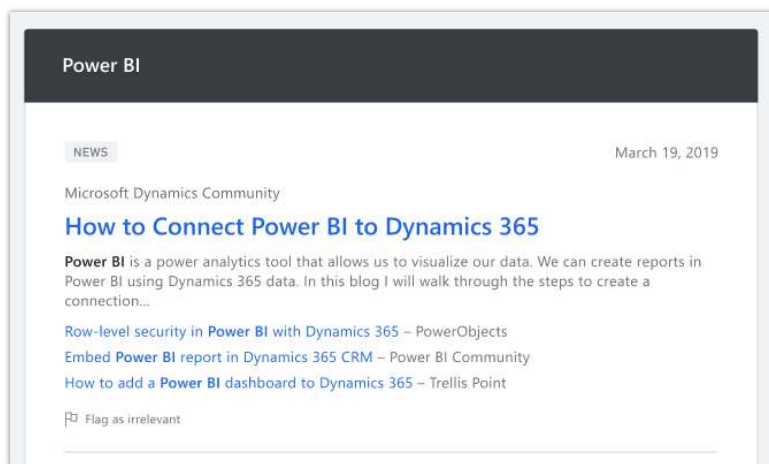 Power BI
NEWS
March 19, 2019
Microsoft Dynamics Community
How to Connect Power BI to Dynamics 365
Power BI is a power analytics tool that allows us to visualize our data. We can create reports in
Power BI using Dynamics 365 data. In this blog I will walk through the steps to create a
connection...
Row-level security in Power BI with Dynamics 365 – PowerObjects
Embed Power BI report in Dynamics 365 CRM – Power BI Community
How to add a Power BI dashboard to Dynamics 365 – Trellis Point
Flag as irrelevant